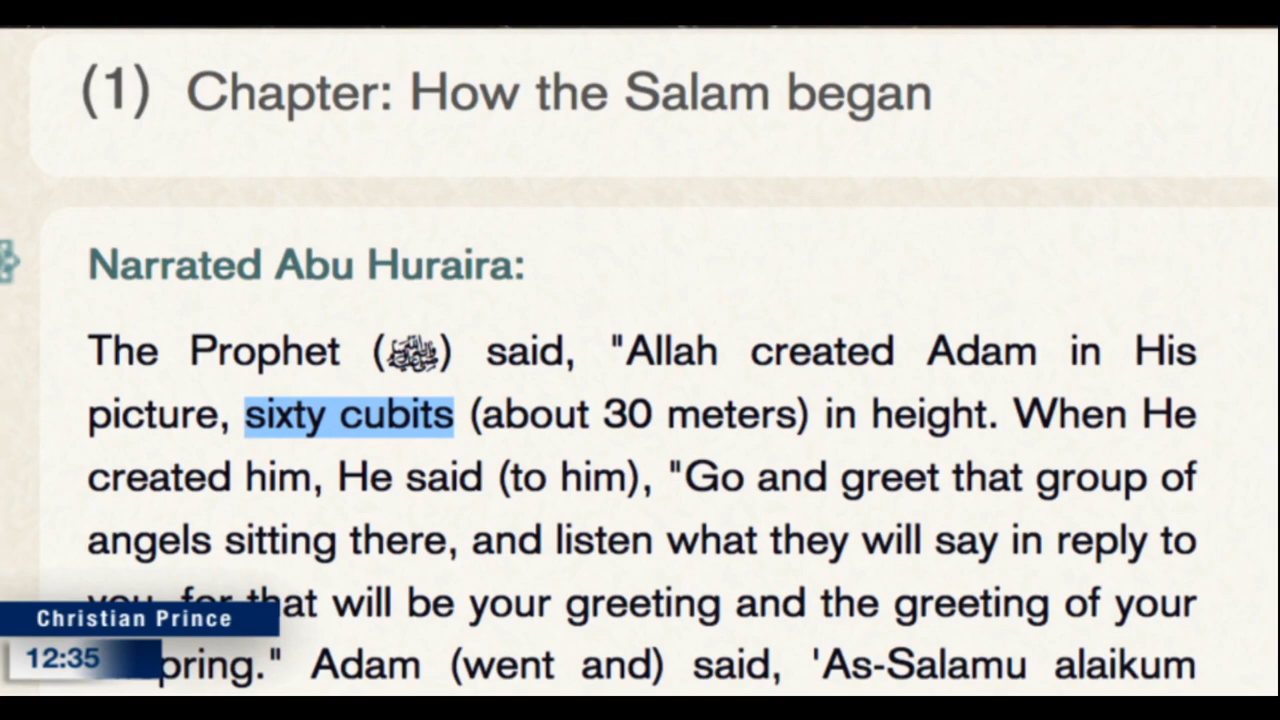 (1) Chapter: How the Salam began
Narrated Abu Huraira:
The Prophet (ﷺ) said, "Allah created Adam in His
picture, sixty cubits (about 30 meters) in height. When He
created him, He said (to him), "Go and greet that group of
angels sitting there, and listen what they will say in reply to
will be your greeting and the greeting of your
Christian Prince
12:35
pring." Adam (went and) said, 'As-Salamu alaikum